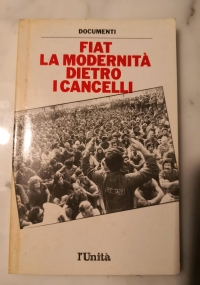 DOCUMENTI
FIAT
LA MODERNITÀ
DIETRO
I CANCELLI
l'Unità